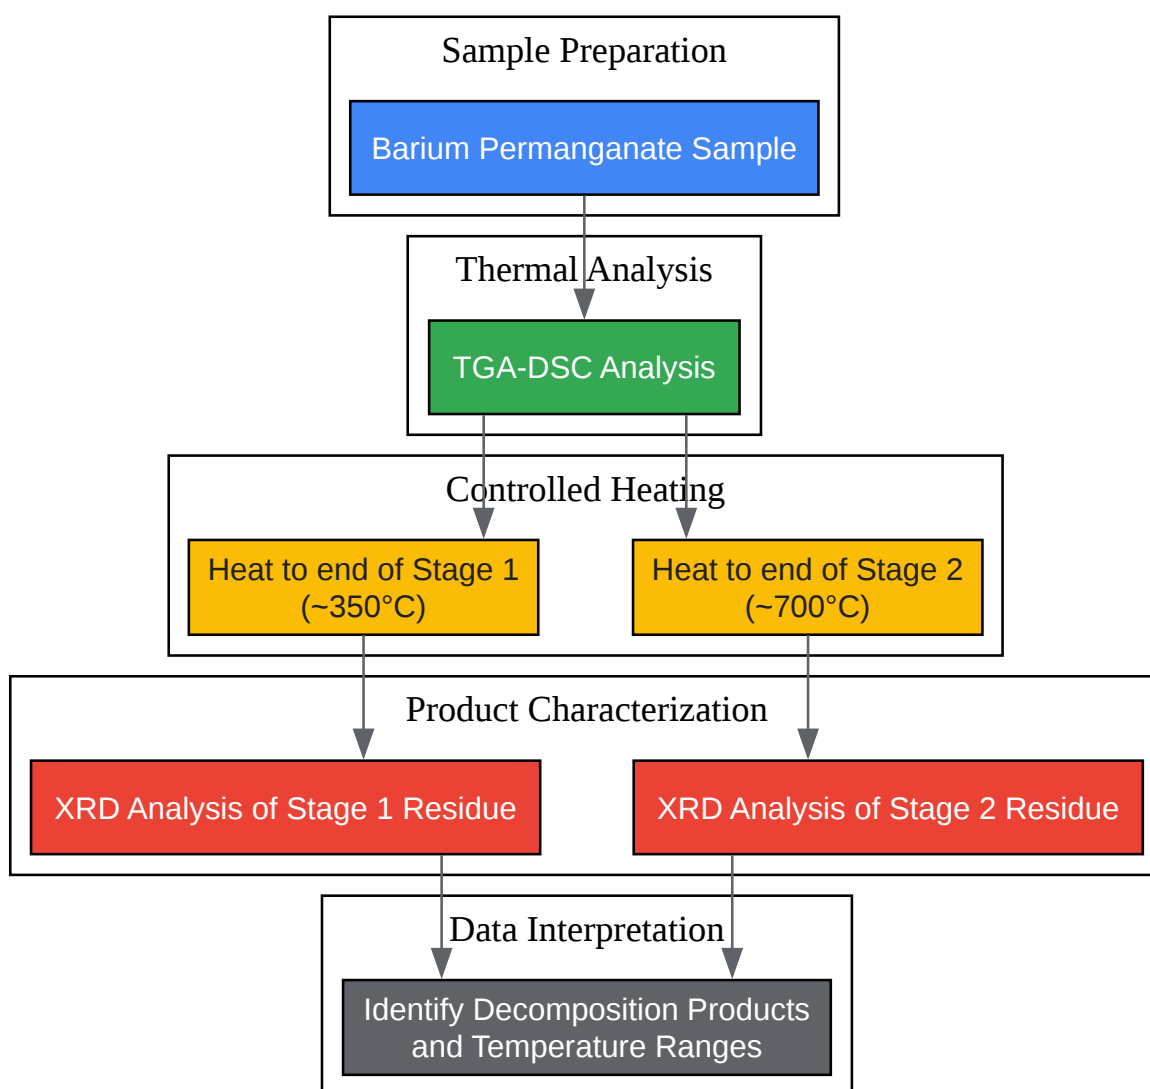 Sample Preparation
Barium Permanganate Sample
Thermal Analysis
TGA-DSC Analysis
Controlled Heating
Heat to end of Stage 1
(~350°C)
Heat to end of Stage 2
(~700°C)
Product Characterization
XRD Analysis of Stage 1 Residue
XRD Analysis of Stage 2 Residue
Data Interpretation
Identify Decomposition Products
and Temperature Ranges